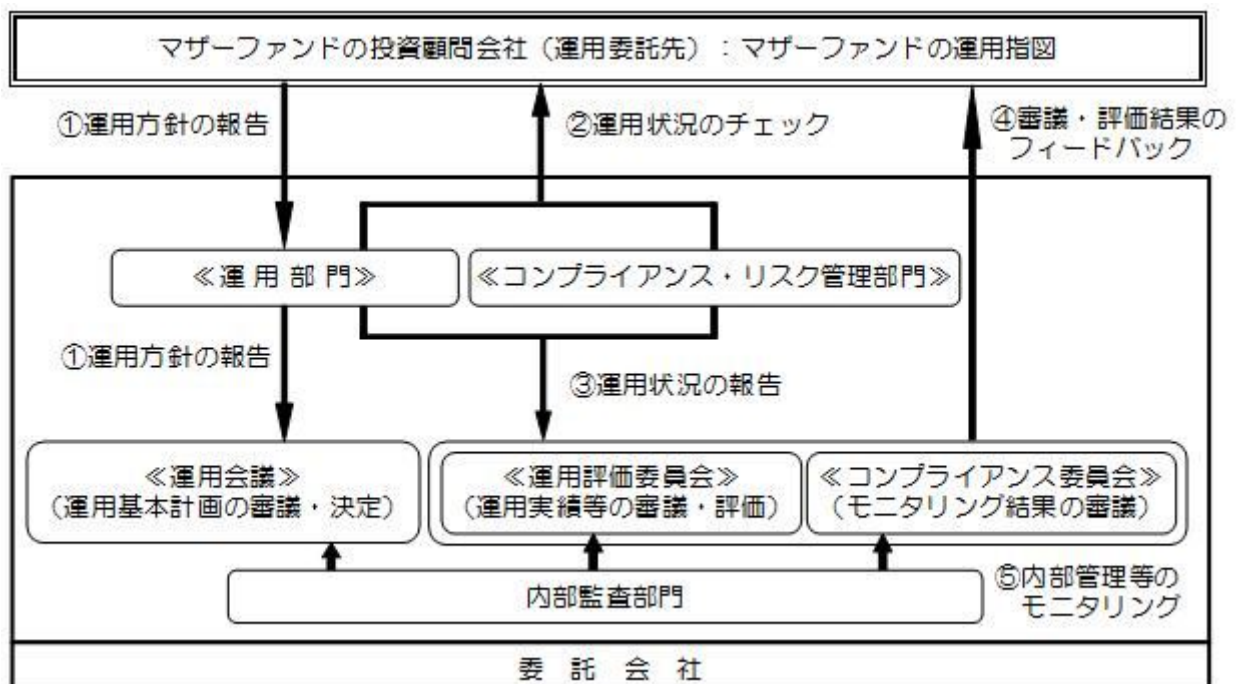 マザーファンドの投資顧問会社(運用委託先):マザーファンドの運用指図
①運用方針の報告
②運用状況のチェック
④審議・評価結果の
フィードバック
≪運用部門≫
≪コンプライアンス・リスク管理部門≫
①運用方針の報告
③運用状況の報告
≪運用会議≫
(運用基本計画の審議・決定)
≪運用評価委員会≫
(運用実績等の審議・評価)
≪コンプライアンス委員会≫
(モニタリング結果の審議)
内部監査部門
⑤内部管理等の
モニタリング
委託会社